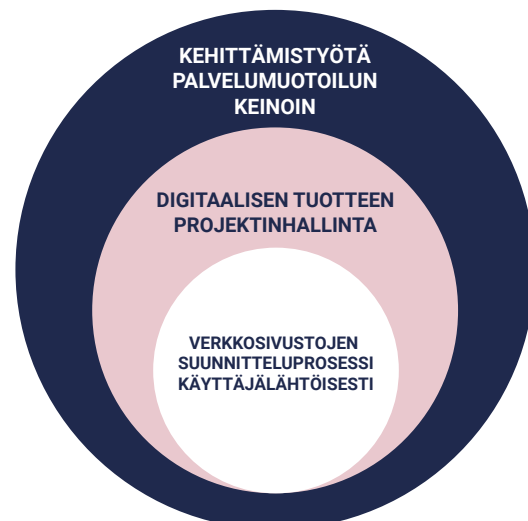 KEHITTÄMISTYÖTÄ
PALVELUMUOTOILUN
KEINOIN
DIGITAALISEN TUOTTEEN
PROJEKTINHALLINTA
VERKKOSIVUSTOJEN
SUUNNITTELUPROSESSI
KÄYTTÄJÄLÄHTÖISESTI